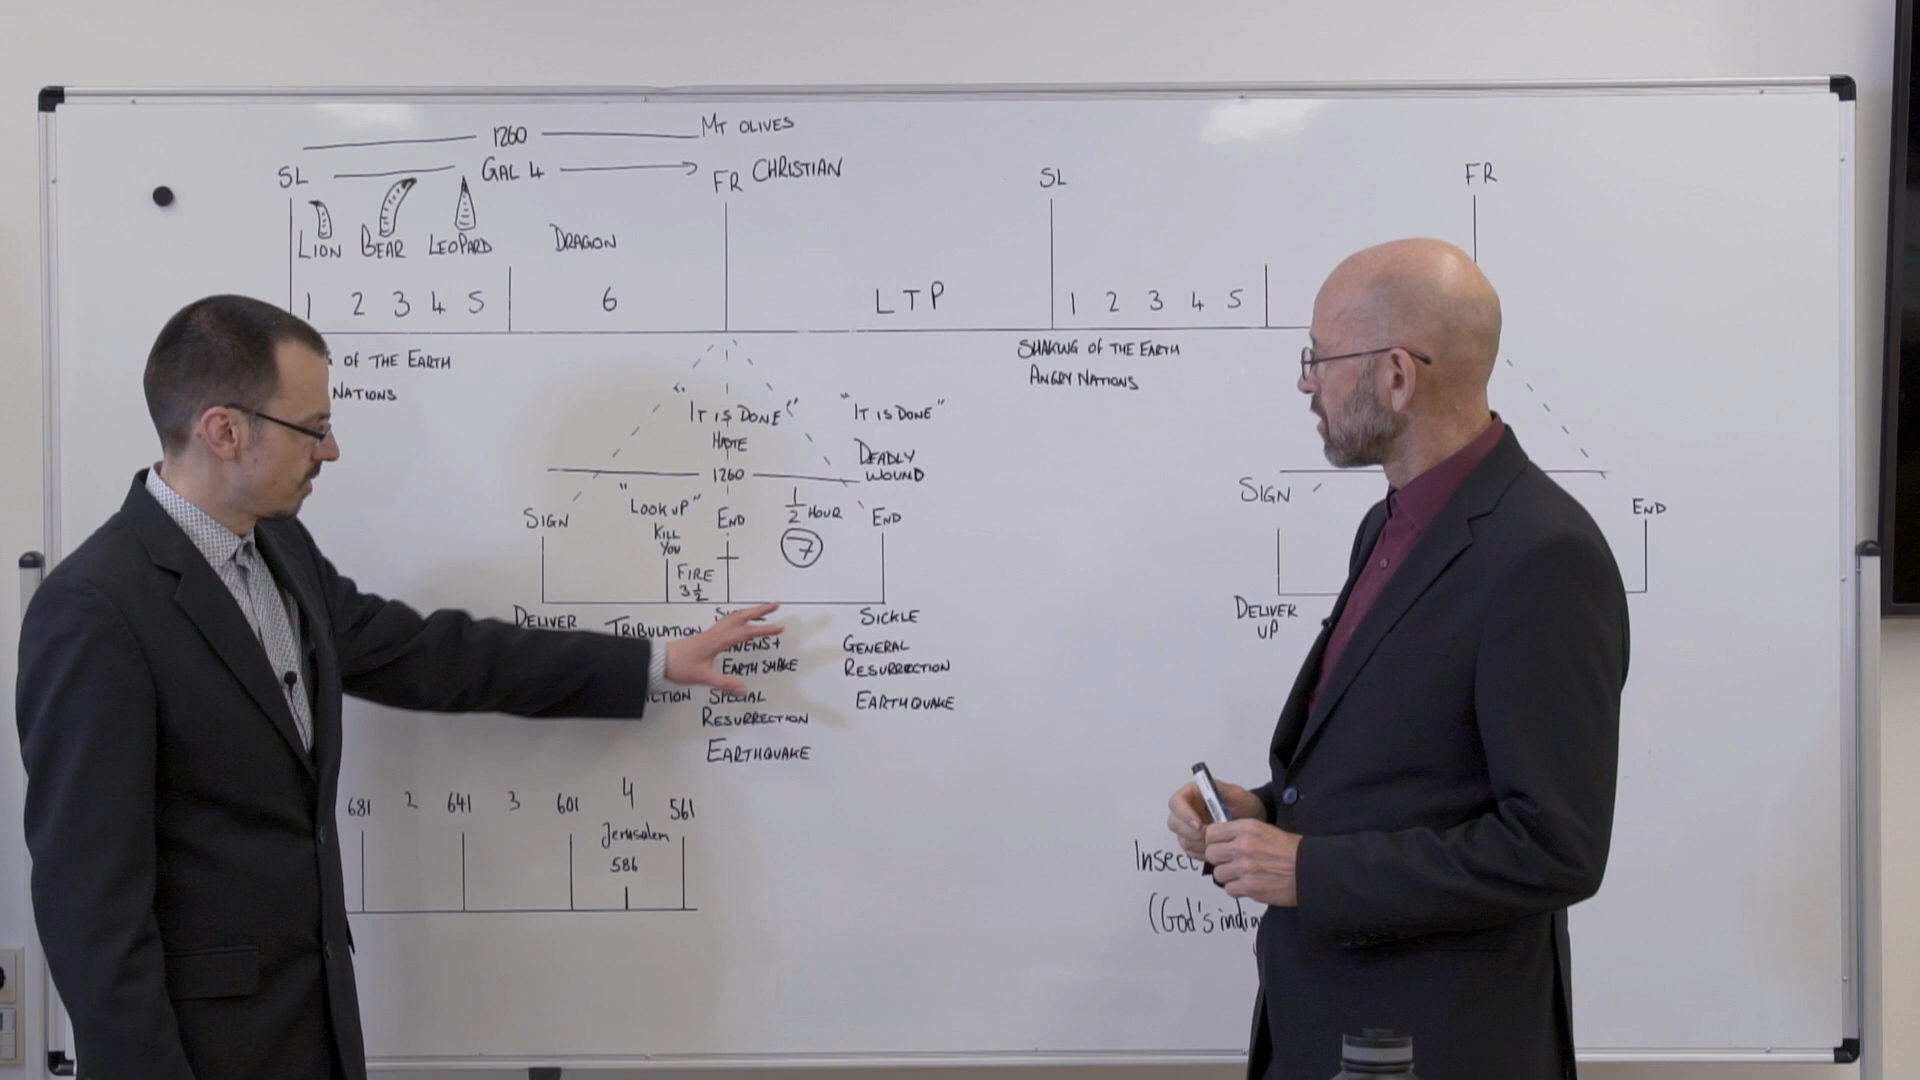 1260
MT OLIVES
SL
GAL 4
FR CHRISTIAN
LION BEAR LEOPARD
DRAGON
1 2 3 4 5
6
LTP
SL
FR
1 2 3 4 5
OF THE EARTH
NATIONS
SHAKING OF THE EARTH
ANGRY NATIONS
"IT IS DONE"
HASTE
1260
"IT IS DONE"
DEADLY
WOUND
SIGN
"LOOK UP"
KILL
YOU
END
1/2 HOUR
7
END
FIRE
3 1/2
DELIVER
TRIBULATION
EARTH SHAKE
SPECIAL
RESURRECTION
EARTHQUAKE
SICKLE
GENERAL
RESURRECTION
EARTHQUAKE
SIGN
END
DELIVER
UP
681 2 641 3 601 4 561
Jerusalem
586
Insect
(God's